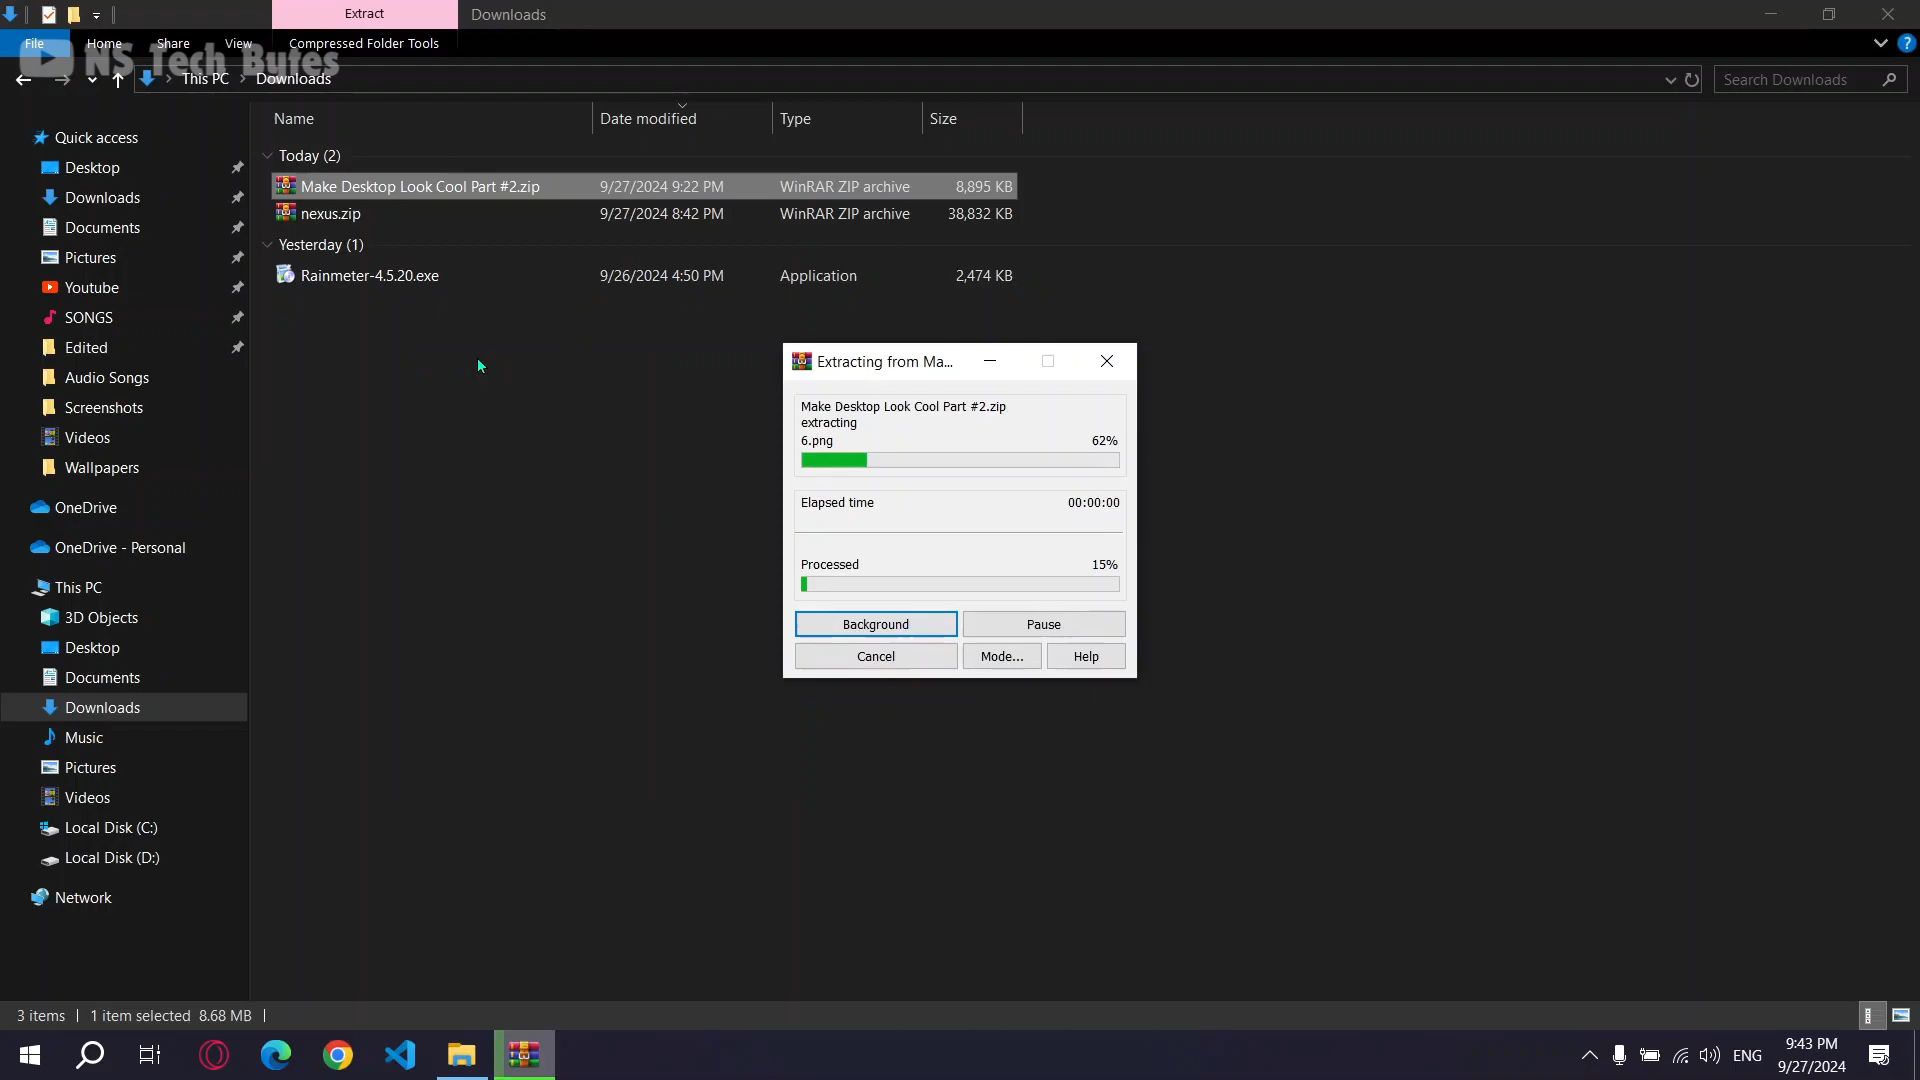 Extract
Downloads
File
Home
Share
View
Compressed Folder Tools
NS Tech Butes
This PC
Downloads
Search Downloads
Name
Date modified
Type
Size
Quick access
Desktop
Downloads
Documents
Pictures
Youtube
SONGS
Edited
Audio Songs
Screenshots
Videos
Wallpapers
OneDrive
OneDrive - Personal
This PC
3D Objects
Desktop
Documents
Downloads
Music
Pictures
Videos
Local Disk (C:)
Local Disk (D:)
Network
Today (2)
Make Desktop Look Cool Part #2.zip 9/27/2024 9:22 PM WinRAR ZIP archive 8,895 KB
nexus.zip 9/27/2024 8:42 PM WinRAR ZIP archive 38,832 KB
Yesterday (1)
Rainmeter-4.5.20.exe 9/26/2024 4:50 PM Application 2,474 KB
Extracting from Ma...
Make Desktop Look Cool Part #2.zip
extracting
6.png 62%
Elapsed time 00:00:00
Processed 15%
Background
Pause
Cancel
Mode...
Help
3 items
1 item selected 8.68 MB
ENG
9:43 PM
9/27/2024